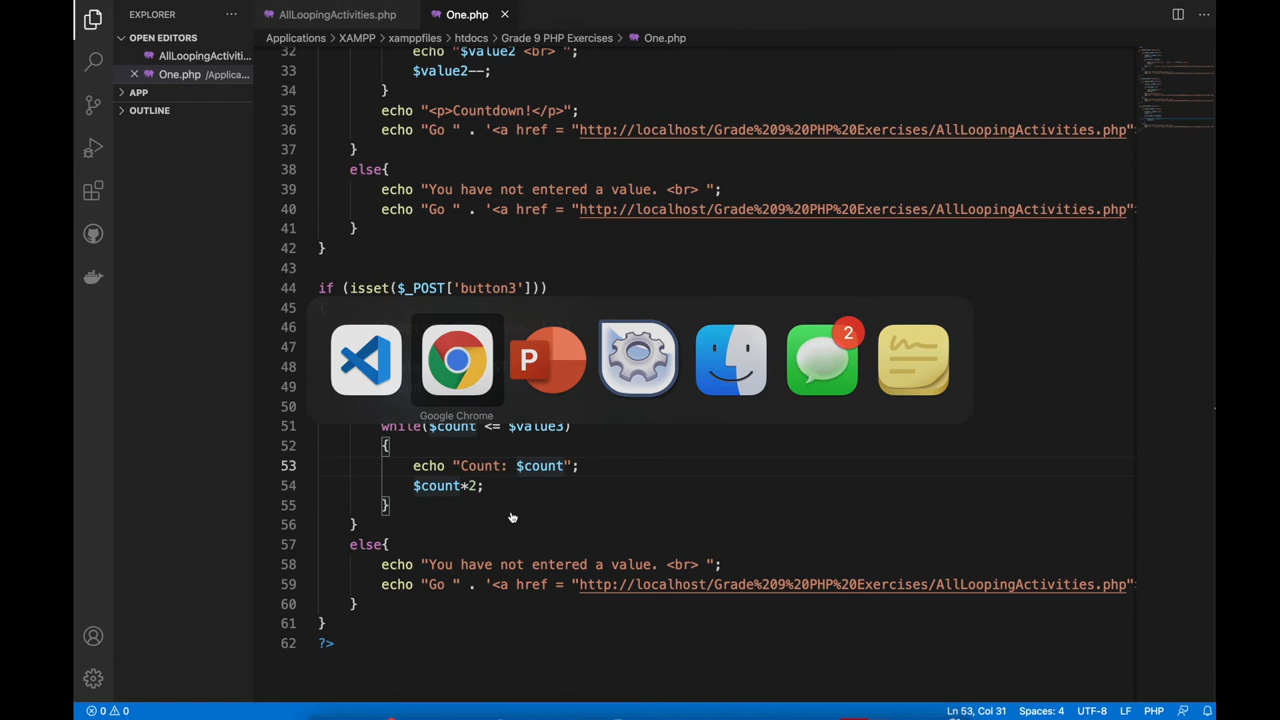 EXPLORER
OPEN EDITORS
AllLoopingActiviti...
One.php /Applica...
APP
OUTLINE
AllLoopingActivities.php
One.php
Applications > XAMPP > xamppfiles > htdocs > Grade 9 PHP Exercises > One.php
32 echo "$value2 <br> ";
33 $value2--;
34 }
35 echo "<p>Countdown!</p>";
36 echo "Go " . '<a href = "http://localhost/Grade%209%20PHP%20Exercises/AllLoopingActivities.php"
37 }
38 else{
39 echo "You have not entered a value. <br> ";
40 echo "Go " . '<a href = "http://localhost/Grade%209%20PHP%20Exercises/AllLoopingActivities.php"
41 }
42 }
43
44 if (isset($_POST['button3']))
45
46
47
48
49
50
P
2
Google Chrome
51 while($count <= $value3)
52 {
53 echo "Count: $count";
54 $count*2;
55 }
56 }
57 else{
58 echo "You have not entered a value. <br> ";
59 echo "Go " . '<a href = "http://localhost/Grade%209%20PHP%20Exercises/AllLoopingActivities.php"
60 }
61 }
62 ?>
0 0
Ln 53, Col 31 Spaces: 4 UTF-8 LF PHP